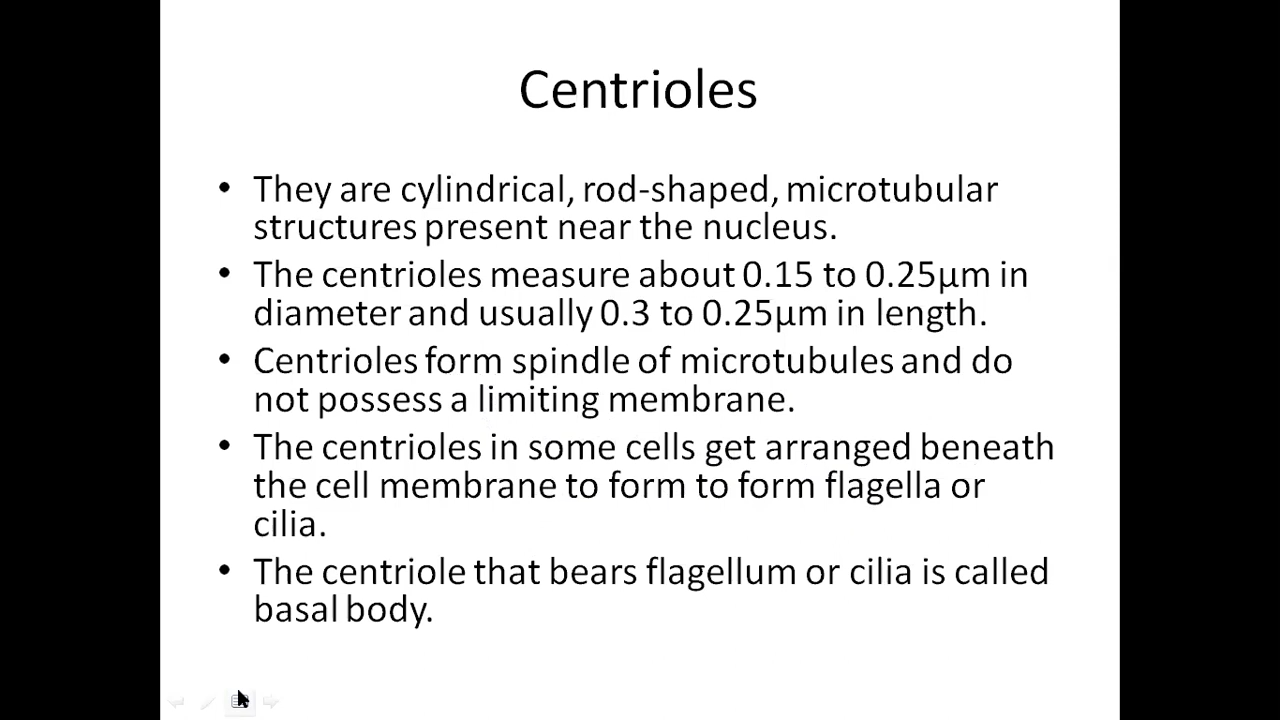 Centrioles
• They are cylindrical, rod-shaped, microtubular
structures present near the nucleus.
• The centrioles measure about 0.15 to 0.25μm in
diameter and usually 0.3 to 0.25μm in length.
• Centrioles form spindle of microtubules and do
not possess a limiting membrane.
• The centrioles in some cells get arranged beneath
the cell membrane to form to form flagella or
cilia.
• The centriole that bears flagellum or cilia is called
basal body.